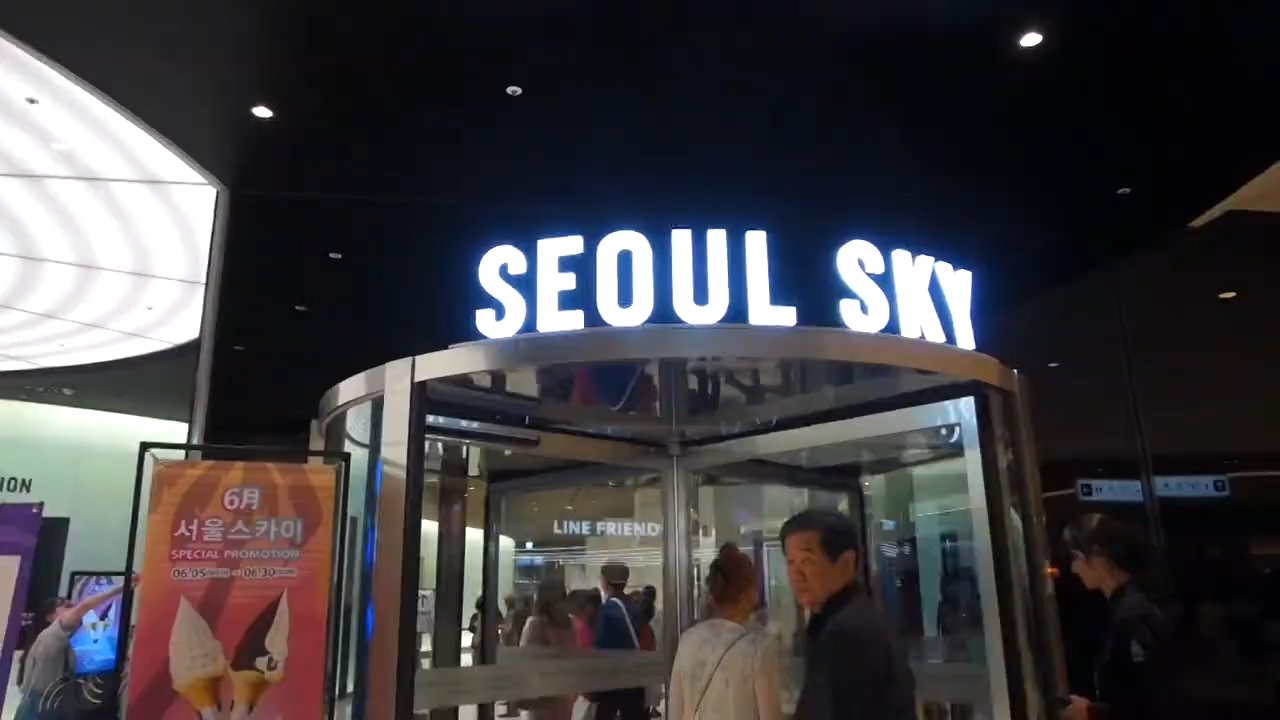 SEOUL SKY
LINE FRIEND
ION
6月
서울스카이
SPECIAL PROMOTION
06.05 06.30